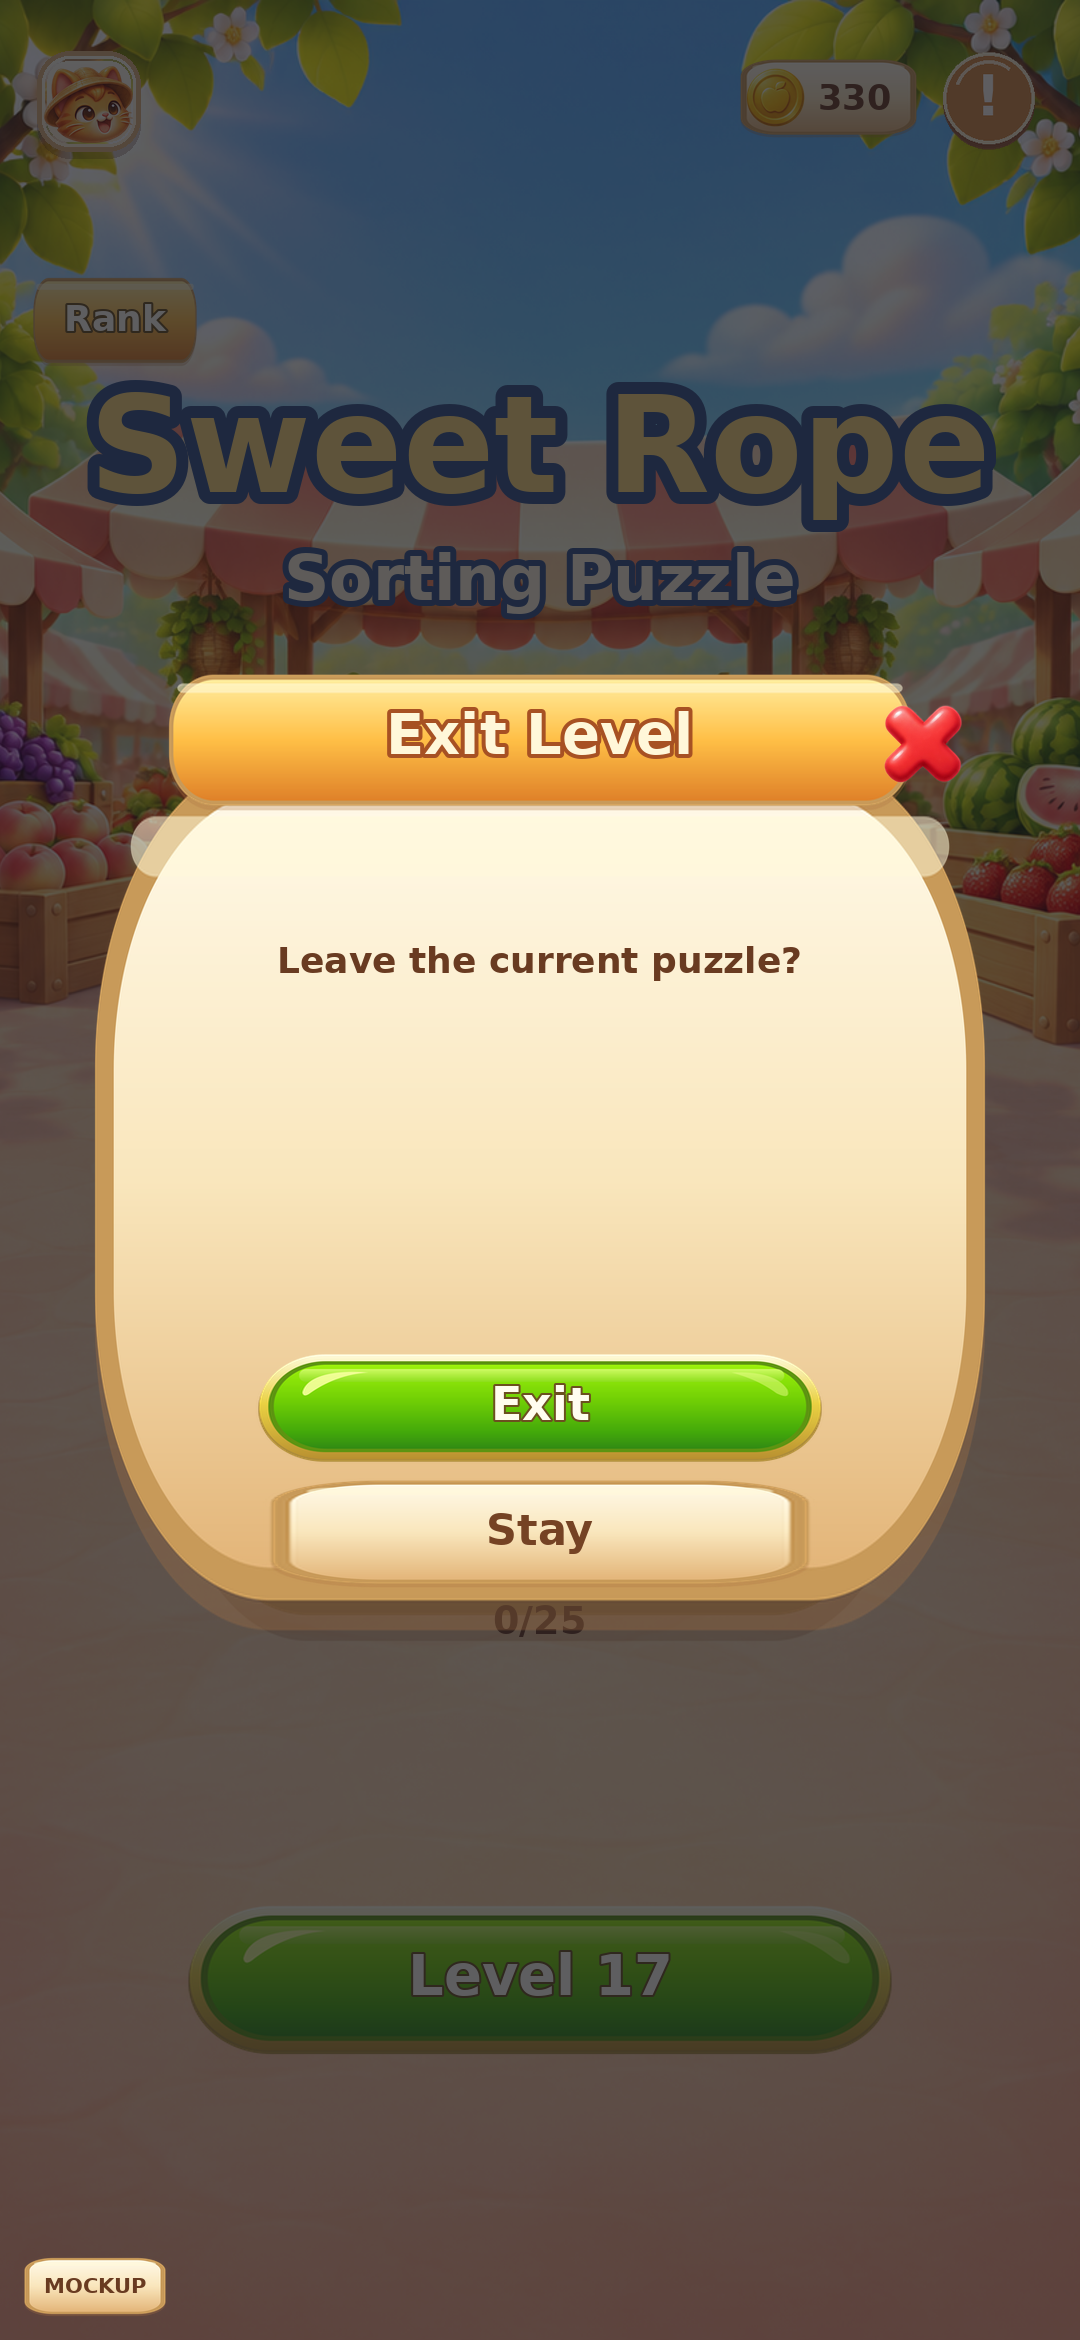 330
!
Rank
Sweet Rope
Sorting Puzzle
Exit Level
Leave the current puzzle?
Exit
Stay
0/25
Level 17
MOCKUP